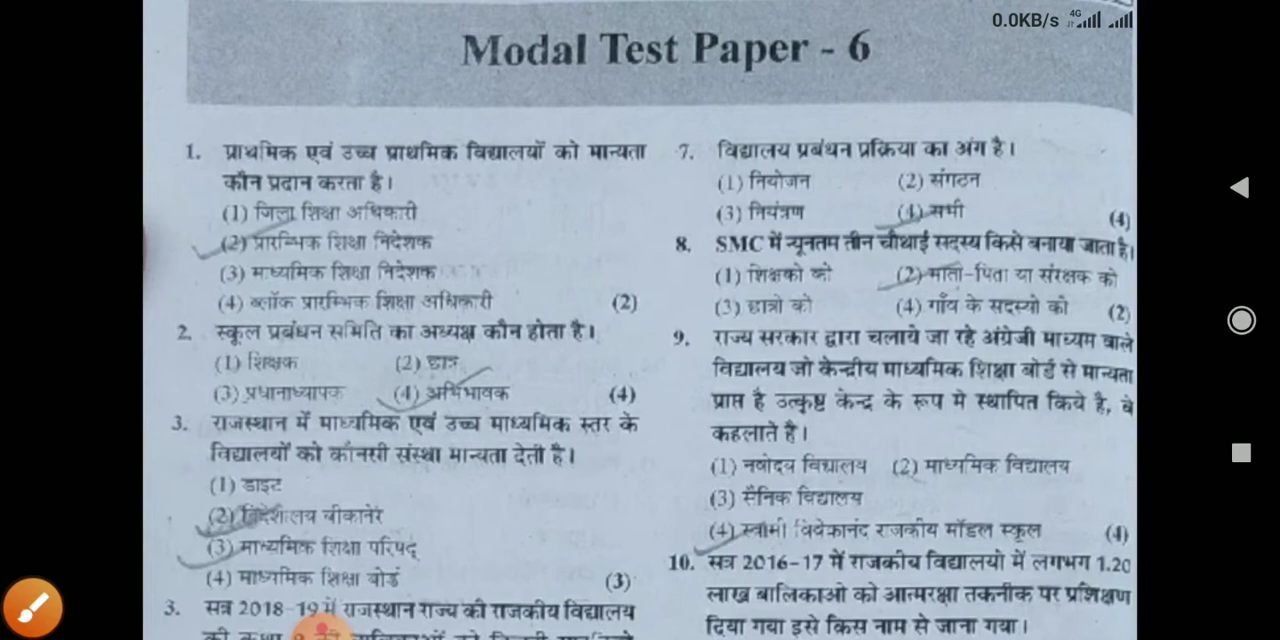 0.0KB/s 4G
Modal Test Paper - 6
1. प्राथमिक एवं उच्च प्राथमिक विद्यालयों को मान्यता
कौन प्रदान करता है।
(1) जिला शिक्षा अधिकारी
(2) प्रारम्भिक शिक्षा निदेशक
(3) माध्यमिक शिक्षा निदेशक
(4) ब्लॉक प्रारम्भिक शिक्षा अधिकारी (2)
2. स्कूल प्रबंधन समिति का अध्यक्ष कौन होता है।
(1) शिक्षक (2) छात्र
(3) प्रधानाध्यापक (4) अभिभावक (4)
3. राजस्थान में माध्यमिक एवं उच्च माध्यमिक स्तर के
विद्यालयों को कौनसी संस्था मान्यता देती है।
(1) डाइट
(2) निदेशालय बीकानेर
(3) माध्यमिक शिक्षा परिषद्
(4) माध्यमिक शिक्षा बोर्ड (3)
3. सत्र 2018-19 में राजस्थान राज्य की राजकीय विद्यालय
7. विद्यालय प्रबंधन प्रक्रिया का अंग है।
(1) नियोजन (2) संगठन
(3) नियंत्रण (4) सभी (4)
8. SMC में न्यूनतम तीन चौथाई सदस्य किसे बनाया जाता है।
(1) शिक्षको को (2) माता-पिता या संरक्षक को
(3) छात्रो को (4) गाँव के सदस्यो को (2)
9. राज्य सरकार द्वारा चलाये जा रहे अंग्रेजी माध्यम वाले
विद्यालय जो केन्द्रीय माध्यमिक शिक्षा बोर्ड से मान्यता
प्राप्त है उत्कृष्ट केन्द्र के रूप मे स्थापित किये है, वे
कहलाते है।
(1) नवोदय विद्यालय (2) माध्यमिक विद्यालय
(3) सैनिक विद्यालय
(4) स्वामी विवेकानंद राजकीय मॉडल स्कूल (4)
10. सत्र 2016-17 में राजकीय विद्यालयो में लगभग 1.20
लाख बालिकाओ को आत्मरक्षा तकनीक पर प्रशिक्षण
दिया गया इसे किस नाम से जाना गया।